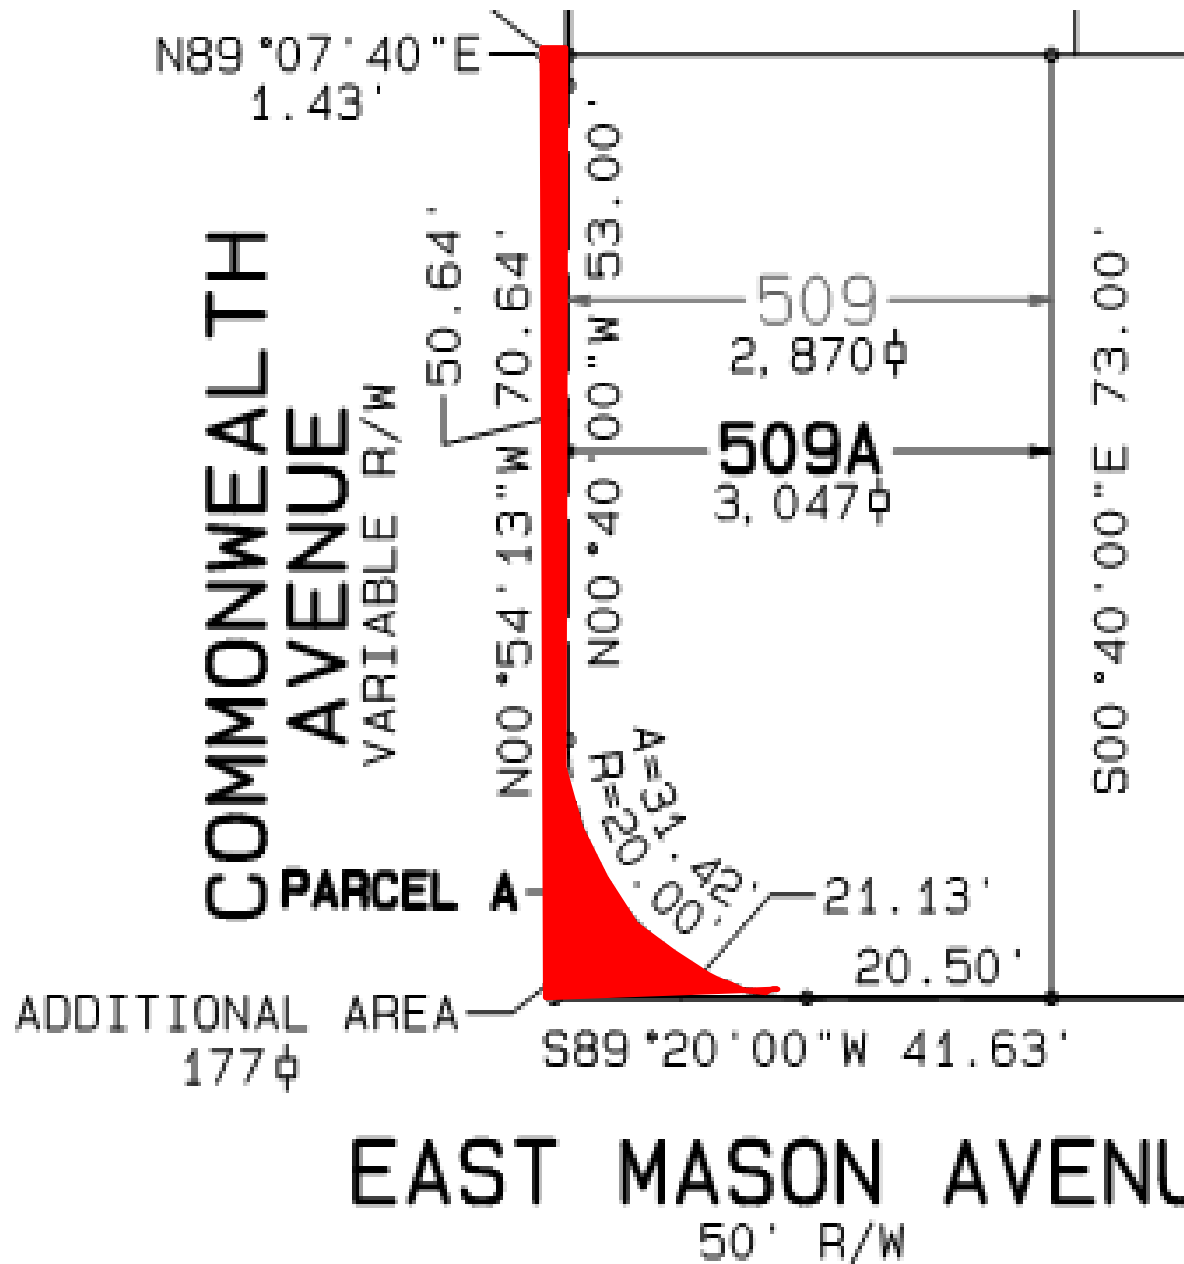 N89°07'40"E
1.43'
COMMONWEALTH
AVENUE
VARIABLE R/W
50.64'
N00°54'13"W 70.64'
N00°40'00"W 53.00'
509
2,870
509A
3,047
S00°40'00"E 73.00'
A=31.42'
R=20.00'
PARCEL A
21.13'
20.50'
ADDITIONAL AREA
177
S89°20'00"W 41.63'
EAST MASON AVENU
50' R/W